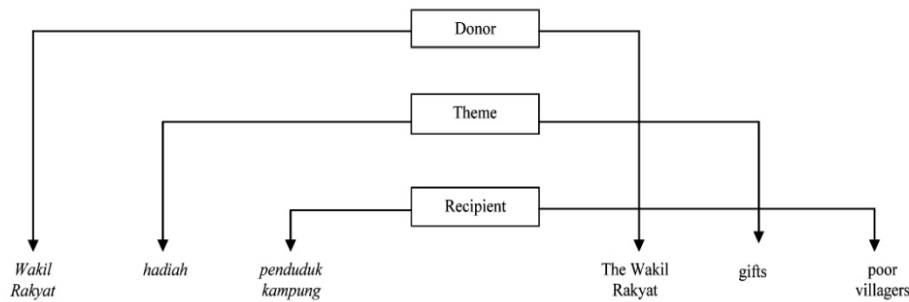 Donor
Theme
Recipient
Wakil
Rakyat
hadiah
penduduk
kampung
The Wakil
Rakyat
gifts
poor
villagers